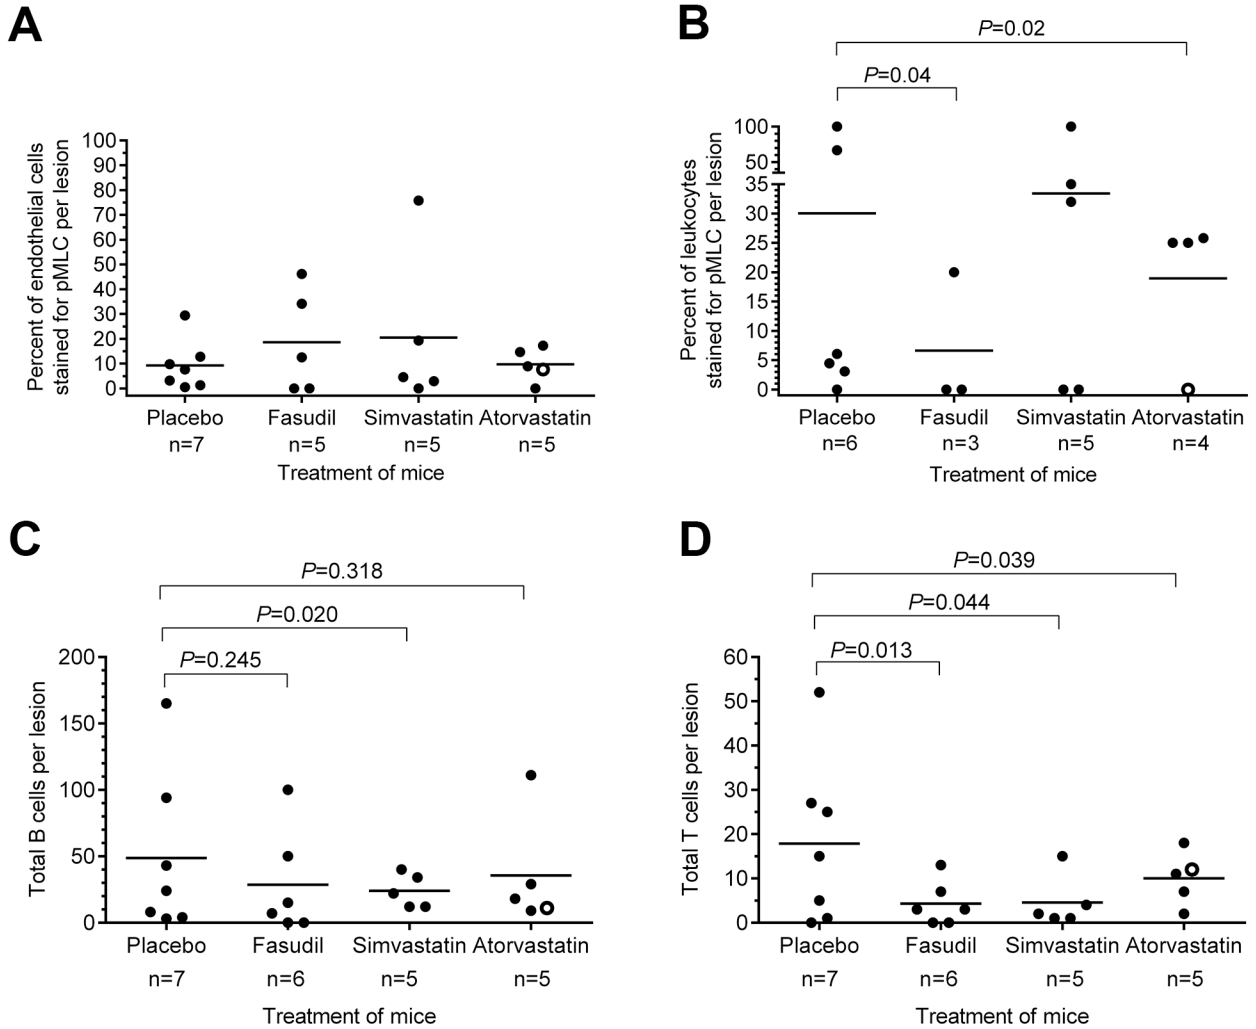 A
Percent of endothelial cells
stained for pMLC per lesion
100
90
80
70
60
50
40
30
20
10
0
Placebo Fasudil Simvastatin Atorvastatin
n=7 n=5 n=5 n=5
Treatment of mice
B
P=0.02
P=0.04
Percent of leukocytes
stained for pMLC per lesion
100
50
35
30
25
20
15
10
5
0
Placebo Fasudil Simvastatin Atorvastatin
n=6 n=3 n=5 n=4
Treatment of mice
C
P=0.318
P=0.020
P=0.245
Total B cells per lesion
200
150
100
50
0
Placebo Fasudil Simvastatin Atorvastatin
n=7 n=6 n=5 n=5
Treatment of mice
D
P=0.039
P=0.044
P=0.013
Total T cells per lesion
60
50
40
30
20
10
0
Placebo Fasudil Simvastatin Atorvastatin
n=7 n=6 n=5 n=5
Treatment of mice